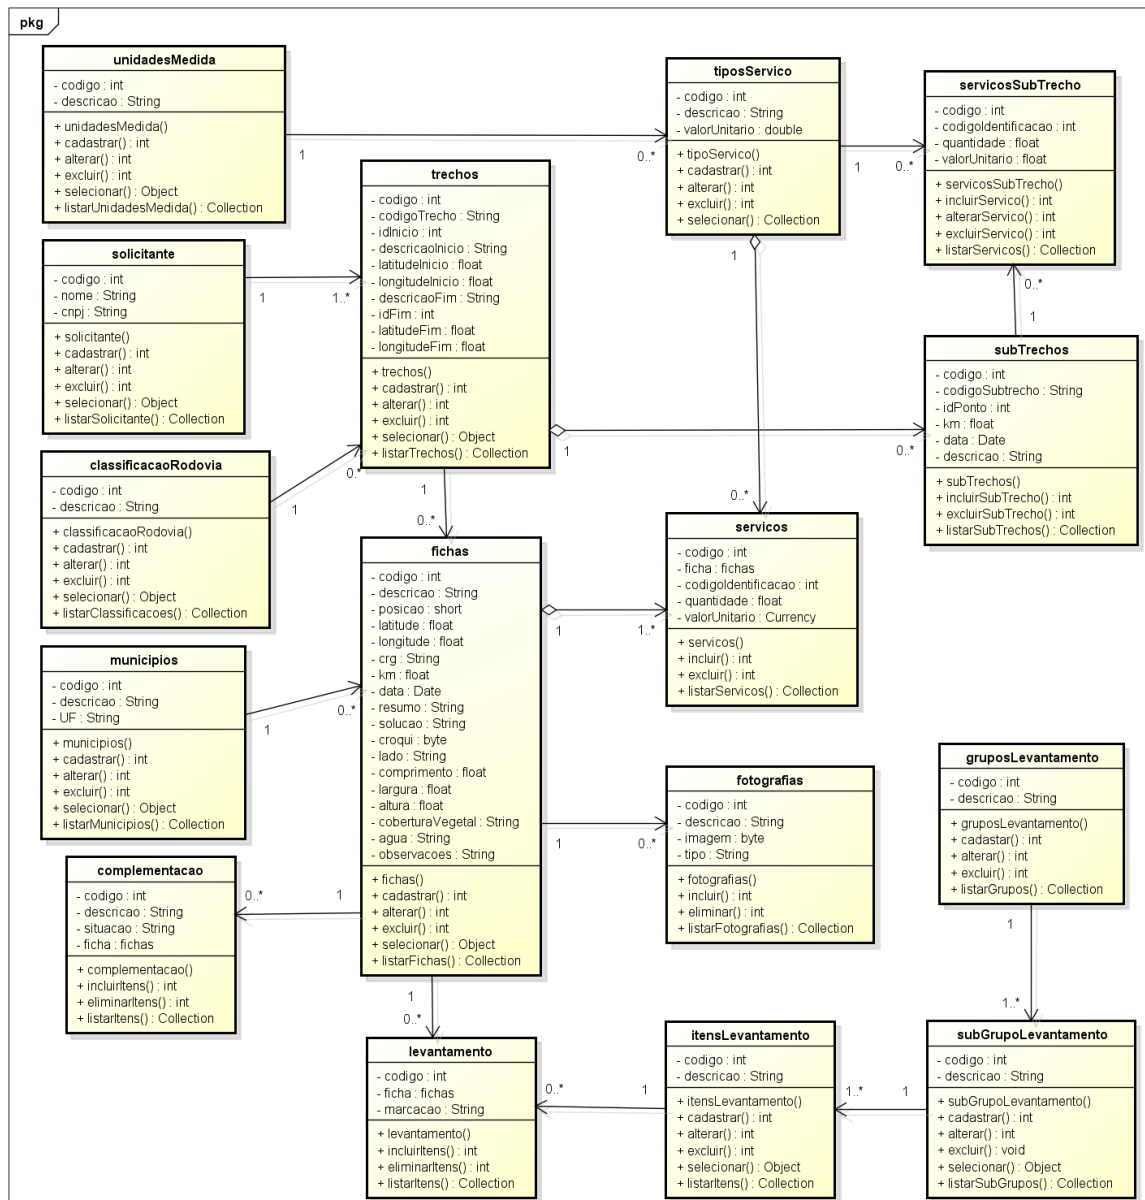 pkg
unidadesMedida
- codigo : int
- descricao : String
+ unidadesMedida()
+ cadastrar() : int
+ alterar() : int
+ excluir() : int
+ selecionar() : Object
+ listarUnidadesMedida() : Collection
1
0..*
tiposServico
- codigo : int
- descricao : String
- valorUnitario : double
+ tipoServico()
+ cadastrar() : int
+ alterar() : int
+ excluir() : int
+ selecionar() : Collection
1
0..*
servicosSubTrecho
- codigo : int
- codigoIdentificacao : int
- quantidade : float
- valorUnitario : float
+ servicosSubTrecho()
+ incluirServico() : int
+ alterarServico() : int
+ excluirServico() : int
+ listarServicos() : Collection
0..*
1
trechos
- codigo : int
- codigoTrecho : String
- idInicio : int
- descricaoInicio : String
- latitudeInicio : float
- longitudeInicio : float
- descricaoFim : String
- idFim : int
- latitudeFim : float
- longitudeFim : float
+ trechos()
+ cadastrar() : int
+ alterar() : int
+ excluir() : int
+ selecionar() : Object
+ listarTrechos() : Collection
solicitante
- codigo : int
- nome : String
- cnpj : String
+ solicitante()
+ cadastrar() : int
+ alterar() : int
+ excluir() : int
+ selecionar() : Object
+ listarSolicitante() : Collection
1
1..*
1
0..*
subTrechos
- codigo : int
- codigoSubtrecho : String
- idPonto : int
- km : float
- data : Date
- descricao : String
+ subTrechos()
+ incluirSubTrecho() : int
+ excluirSubTrecho() : int
+ listarSubTrechos() : Collection
1
0..*
classificacaoRodovia
- codigo : int
- descricao : String
+ classificacaoRodovia()
+ cadastrar() : int
+ alterar() : int
+ excluir() : int
+ selecionar() : Object
+ listarClassificacoes() : Collection
1
0..*
1
0..*
fichas
- codigo : int
- descricao : String
- posicao : short
- latitude : float
- longitude : float
- crg : String
- km : float
- data : Date
- resumo : String
- solucao : String
- croqui : byte
- lado : String
- comprimento : float
- largura : float
- altura : float
- coberturaVegetal : String
- agua : String
- observacoes : String
+ fichas()
+ cadastrar() : int
+ alterar() : int
+ excluir() : int
+ selecionar() : Object
+ listarFichas() : Collection
servicos
- codigo : int
- ficha : fichas
- codigoIdentificacao : int
- quantidade : float
- valorUnitario : Currency
+ servicos()
+ incluir() : int
+ excluir() : int
+ listarServicos() : Collection
1
1..*
municipios
- codigo : int
- descricao : String
- UF : String
+ municipios()
+ cadastrar() : int
+ alterar() : int
+ excluir() : int
+ selecionar() : Object
+ listarMunicipios() : Collection
1
0..*
fotografias
- codigo : int
- descricao : String
- imagem : byte
- tipo : String
+ fotografias()
+ incluir() : int
+ eliminar() : int
+ listarFotografias() : Collection
1
0..*
gruposLevantamento
- codigo : int
- descricao : String
+ gruposLevantamento()
+ cadastar() : int
+ alterar() : int
+ excluir() : int
+ listarGrupos() : Collection
1
1..*
complementacao
- codigo : int
- descricao : String
- situacao : String
- ficha : fichas
+ complementacao()
+ incluirItens() : int
+ eliminarItens() : int
+ listarItens() : Collection
0..*
1
1
0..*
levantamento
- codigo : int
- ficha : fichas
- marcacao : String
+ levantamento()
+ incluirItens() : int
+ eliminarItens() : int
+ listarItens() : Collection
0..*
1
itensLevantamento
- codigo : int
- descricao : String
+ itensLevantamento()
+ cadastrar() : int
+ alterar() : int
+ excluir() : int
+ selecionar() : Object
+ listarItens() : Collection
1..*
1
subGrupoLevantamento
- codigo : int
- descricao : String
+ subGrupoLevantamento()
+ cadastrar() : int
+ alterar() : int
+ excluir() : void
+ selecionar() : Object
+ listarSubGrupos() : Collection